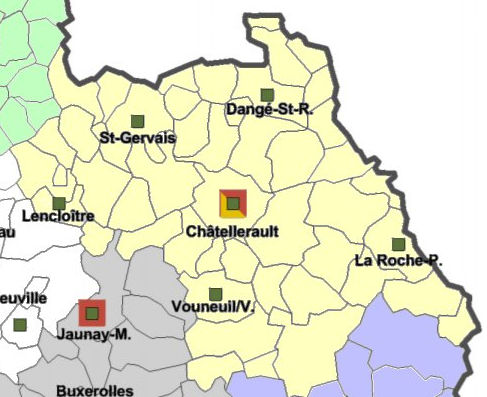 Dangé-St-R.
St-Gervais
Lencloître
au
Châtellerault
La Roche-P.
euville
Vouneuil/V.
Jaunay-M.
Buxerolles